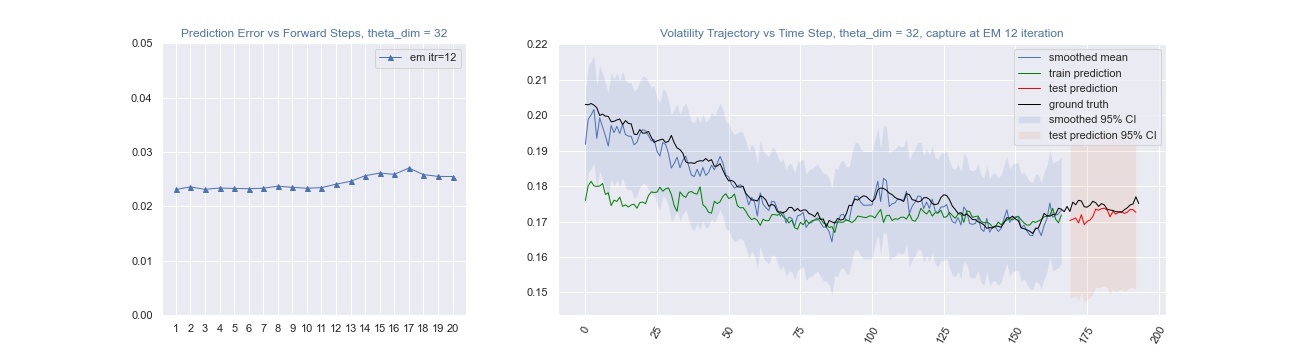 Prediction Error vs Forward Steps, theta_dim = 32
0.05
0.04
0.03
0.02
0.01
0.00
em itr=12
1 2 3 4 5 6 7 8 9 10 11 12 13 14 15 16 17 18 19 20
Volatility Trajectory vs Time Step, theta_dim = 32, capture at EM 12 iteration
0.22
0.21
0.20
0.19
0.18
0.17
0.16
0.15
smoothed mean
train prediction
test prediction
ground truth
smoothed 95% CI
test prediction 95% CI
0 25 50 75 100 125 150 175 200